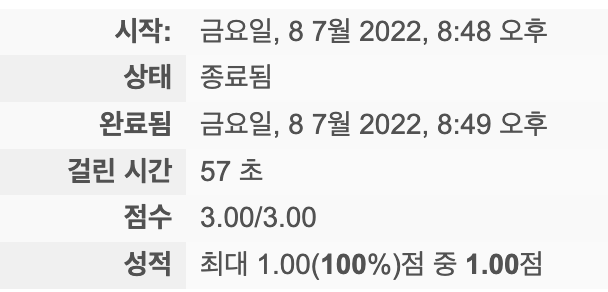 시작: 금요일, 8 7월 2022, 8:48 오후
상태 종료됨
완료됨 금요일, 8 7월 2022, 8:49 오후
걸린 시간 57 초
점수 3.00/3.00
성적 최대 1.00(100%)점 중 1.00점